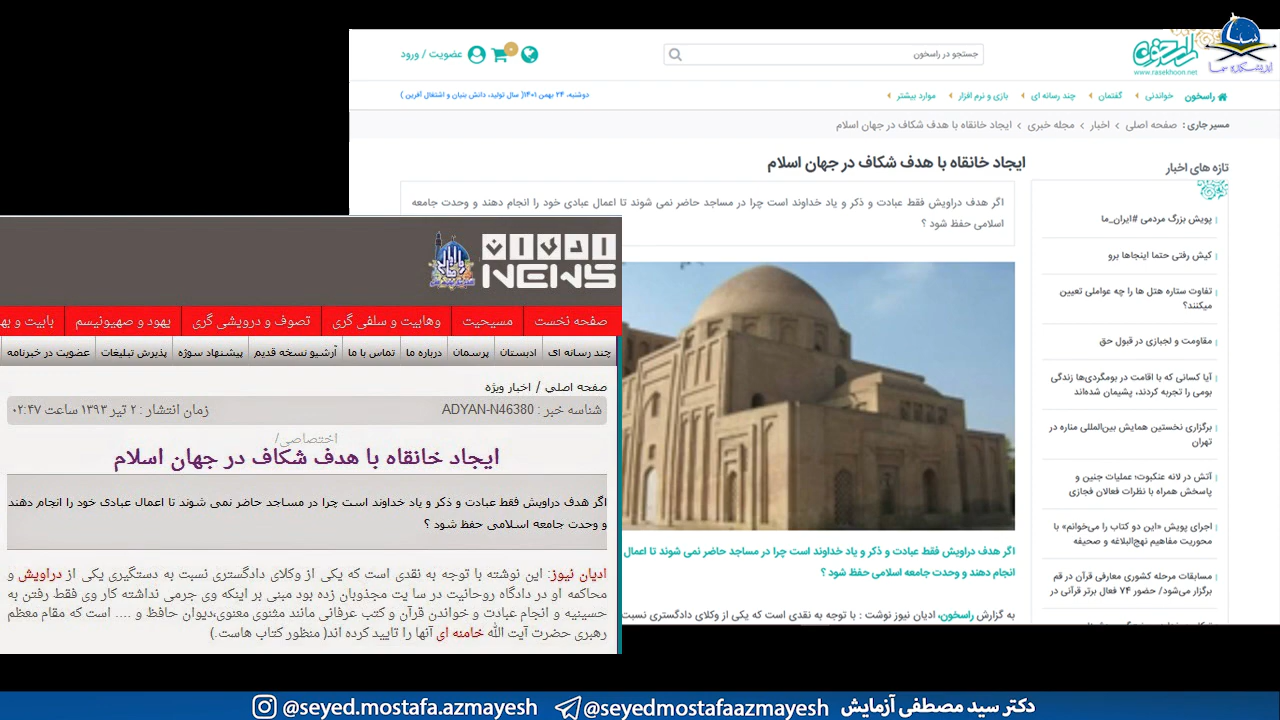 اندیشکده سما
راسخون
www.rasekhoon.net
جستجو در راسخون
۰
عضویت / ورود
راسخون
خواندنی
گفتمان
چند رسانه ای
بازی و نرم افزار
موارد بیشتر
دوشنبه، ۲۴ بهمن ۱۴۰۱( سال تولید، دانش بنیان و اشتغال آفرین )
مسیر جاری : صفحه اصلی › اخبار › مجله خبری › ایجاد خانقاه با هدف شکاف در جهان اسلام
تازه های اخبار
پویش بزرگ مردمی #ایران_ما
کیش رفتی حتما اینجاها برو
تفاوت ستاره هتل ها را چه عواملی تعیین
میکنند؟
مقاومت و لجبازی در قبول حق
آیا کسانی که با اقامت در بومگردی‌ها زندگی
بومی را تجربه کردند، پشیمان شده‌اند
برگزاری نخستین همایش بین‌المللی مناره در
تهران
آتش در لانه عنکبوت؛ عملیات جنین و
پاسخش همراه با نظرات فعالان فجازی
اجرای پویش «این دو کتاب را می‌خوانم» با
محوریت مفاهیم نهج‌البلاغه و صحیفه
مسابقات مرحله کشوری معارفی قرآن در قم
برگزار می‌شود/ حضور ۷۴ فعال برتر قرآنی در
ایجاد خانقاه با هدف شکاف در جهان اسلام
اگر هدف دراویش فقط عبادت و ذکر و یاد خداوند است چرا در مساجد حاضر نمی شوند تا اعمال عبادی خود را انجام دهند و وحدت جامعه
اسلامی حفظ شود ؟
اگر هدف دراویش فقط عبادت و ذکر و یاد خداوند است چرا در مساجد حاضر نمی شوند تا اعمال
انجام دهند و وحدت جامعه اسلامی حفظ شود ؟
به گزارش راسخون، ادیان نیوز نوشت : با توجه به نقدی است که یکی از وکلای دادگستری نسبت
ادیان
NEWS
صفحه نخست
مسیحیت
وهابیت و سلفی گری
تصوف و درویشی گری
یهود و صهیونیسم
بابیت و بها
چند رسانه ای
ادبستان
پرسمان
درباره ما
تماس با ما
آرشیو نسخه قدیم
پیشنهاد سوژه
پذیرش تبلیغات
عضویت در خبرنامه
صفحه اصلی / اخبار ویژه
شناسه خبر : ADYAN-N46380
زمان انتشار : ۲ تیر ۱۳۹۳ ساعت ۰۲:۴۷
اختصاصی/
ایجاد خانقاه با هدف شکاف در جهان اسلام
اگر هدف دراویش فقط عبادت و ذکر و یاد خداوند است چرا در مساجد حاضر نمی شوند تا اعمال عبادی خود را انجام دهند
و وحدت جامعه اسلامی حفظ شود ؟
ادیان نیوز: این نوشته با توجه به نقدی است که یکی از وکلای دادگستری نسبت به دستگیری یکی از دراویش و
محاکمه او در دادگاه روحانیت در سا یت مجذوبان زده بود مبنی بر اینکه وی جرمی نداشته کار وی فقط رفتن به
حسینیه و انجام عبادت و خواندن قرآن و کتب عرفانی مانند مثنوی معنوی،دیوان حافظ و .... است که مقام معظم
رهبری حضرت آیت الله خامنه ای آنها را تایید کرده اند( منظور کتاب هاست.)
دکتر سید مصطفی آزمایش
@seyedmostafaazmayesh
@seyed.mostafa.azmayesh